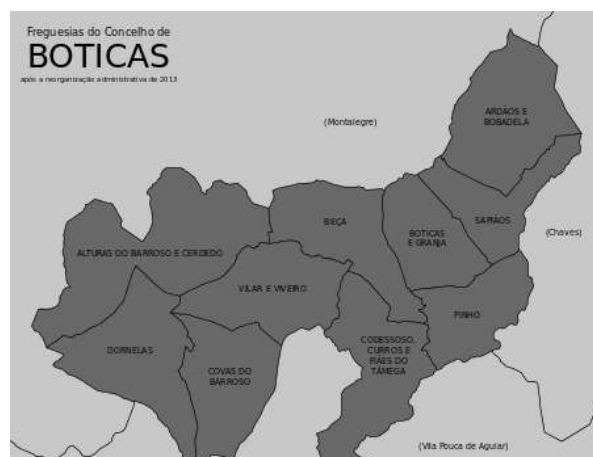 Freguesias do Concelho de
BOTICAS
após a reorganização administrativa de 2013
(Montalegre)
ARDÃOS E
BOBADELA
SAPIÃOS
(Chaves)
BEÇA
BOTICAS
E GRANJA
ALTURAS DO BARROSO E CERDEDO
VILAR E VIVEIRO
PINHO
DORNELAS
COVAS DO
BARROSO
CODESSOSO,
CURROS E
FIÃES DO
TÂMEGA
(Vila Pouca de Aguiar)